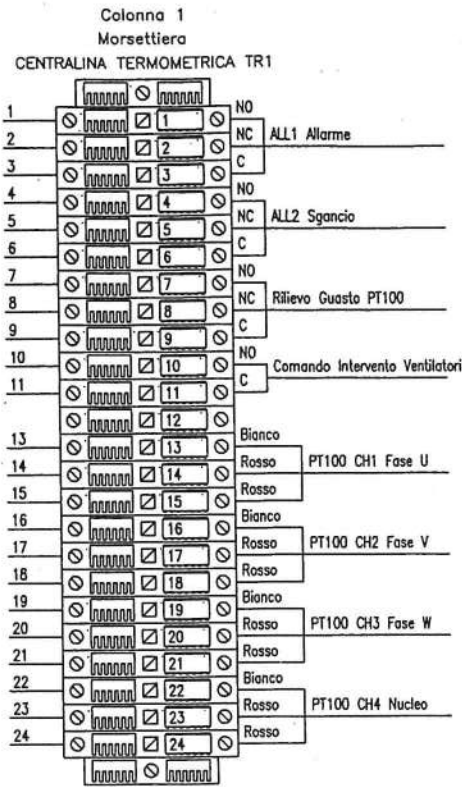 Colonna 1
Morsettiera
CENTRALINA TERMOMETRICA TR1
1 1 NO
2 2 NC ALL1 Allarme
3 3 C
4 4 NO
5 5 NC ALL2 Sgancio
6 6 C
7 7 NO
8 8 NC Rilievo Guasto PT100
9 9 C
10 10 NO
Comando Intervento Ventilatori
11 11 C
12
13 13 Bianco
14 14 Rosso PT100 CH1 Fase U
15 15 Rosso
16 16 Bianco
17 17 Rosso PT100 CH2 Fase V
18 18 Rosso
19 19 Bianco
20 20 Rosso PT100 CH3 Fase W
21 21 Rosso
22 22 Bianco
23 23 Rosso PT100 CH4 Nucleo
24 24 Rosso